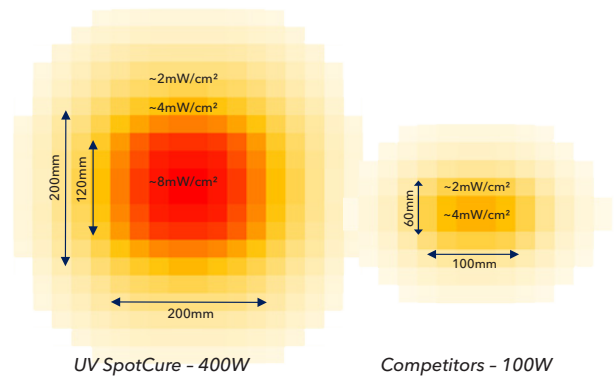 ~2mW/cm²
~4mW/cm²
~8mW/cm²
200mm
120mm
200mm
UV SpotCure – 400W
~2mW/cm²
~4mW/cm²
60mm
100mm
Competitors – 100W